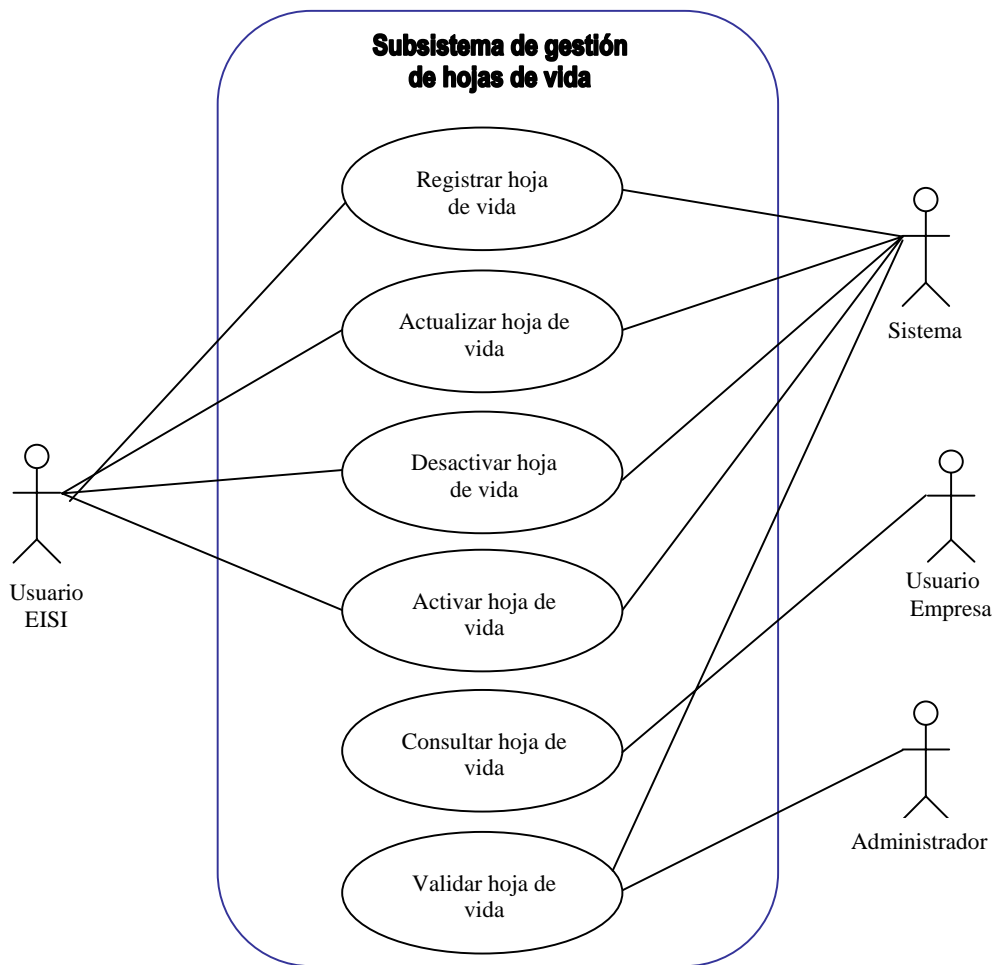 Subsistema de gestión
de hojas de vida
Registrar hoja
de vida
Actualizar hoja de
vida
Sistema
Desactivar hoja
de vida
Usuario
EISI
Usuario
Empresa
Activar hoja de
vida
Consultar hoja de
vida
Administrador
Validar hoja de
vida